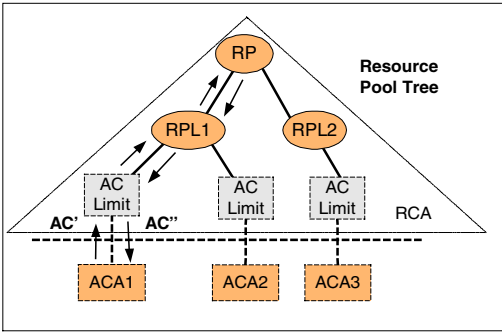 RP
Resource
Pool Tree
RPL1
RPL2
AC
Limit
AC
Limit
AC
Limit
RCA
AC'
AC''
ACA1
ACA2
ACA3